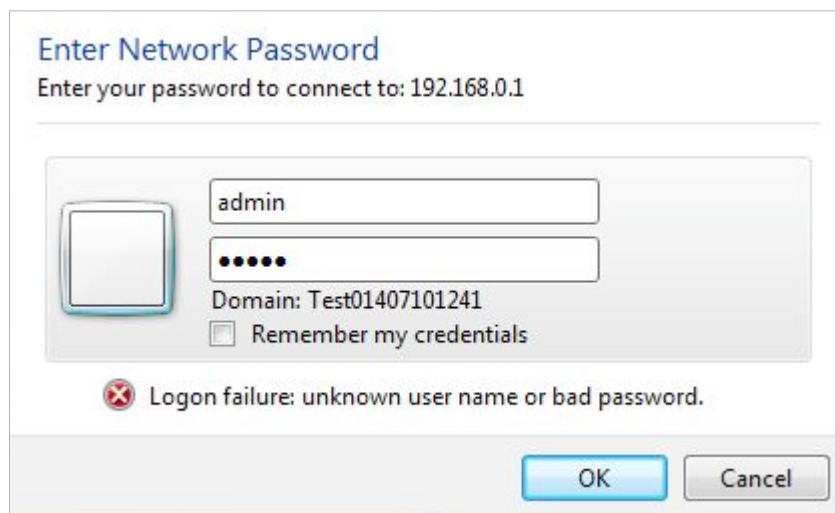 Enter Network Password
Enter your password to connect to: 192.168.0.1
admin
●●●●●
Domain: Test01407101241
Remember my credentials
Logon failure: unknown user name or bad password.
OK
Cancel